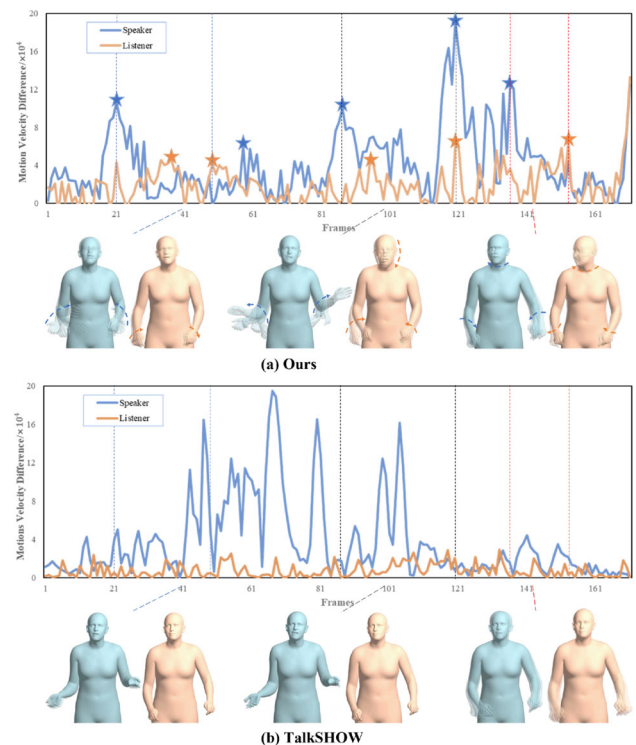 20
16
12
8
4
0
Motion Velocity Difference/×10⁴
Speaker
Listener
1 21 41 61 81 101 121 141 161
Frames
(a) Ours
20
16
12
8
4
0
Motious Velocity Difference/×10⁴
Speaker
Listener
1 21 41 61 81 101 121 141 161
Frames
(b) TalkSHOW